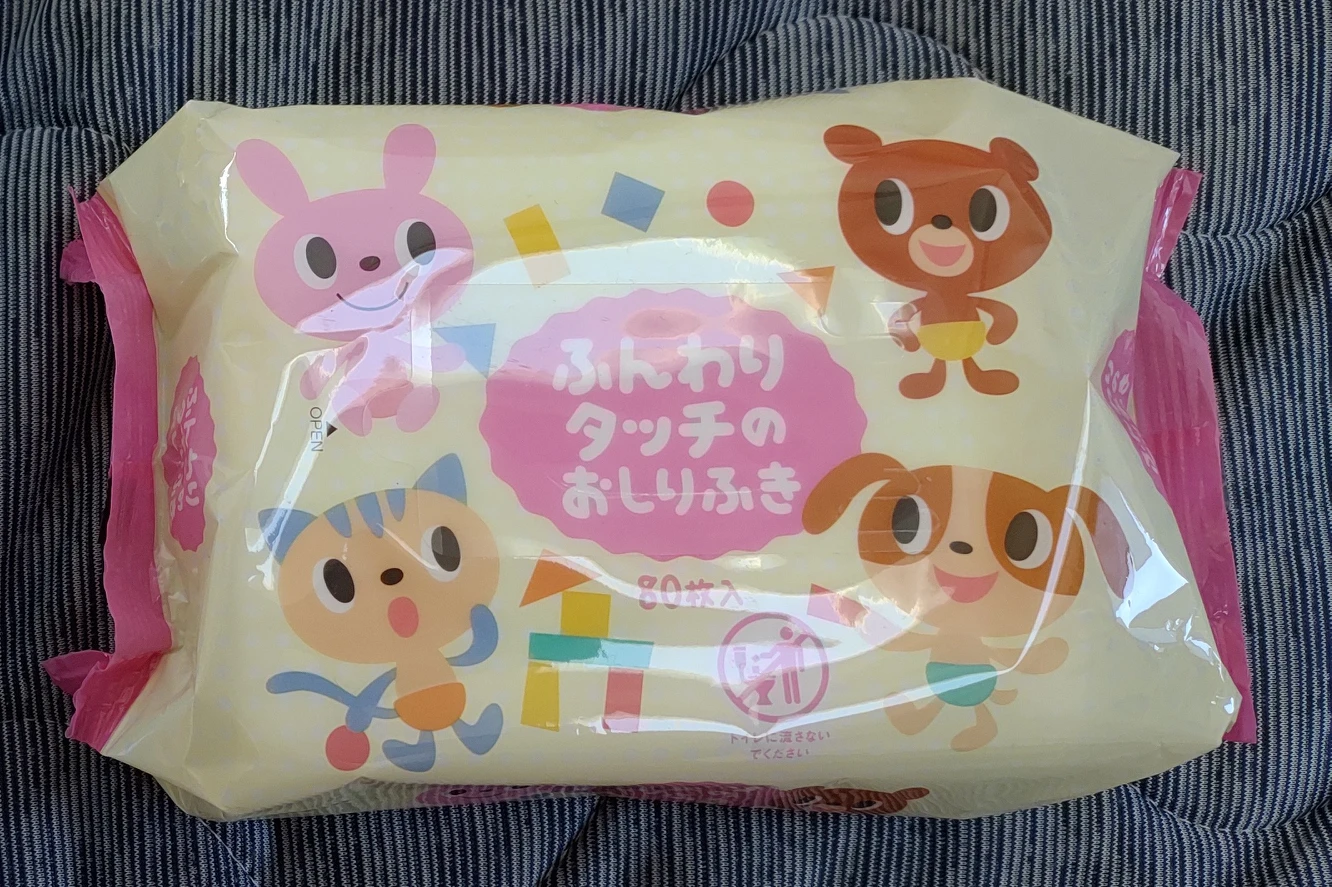 ふんわり
タッチの
おしりふき
80枚入
トイレに流さない
でください
OPEN